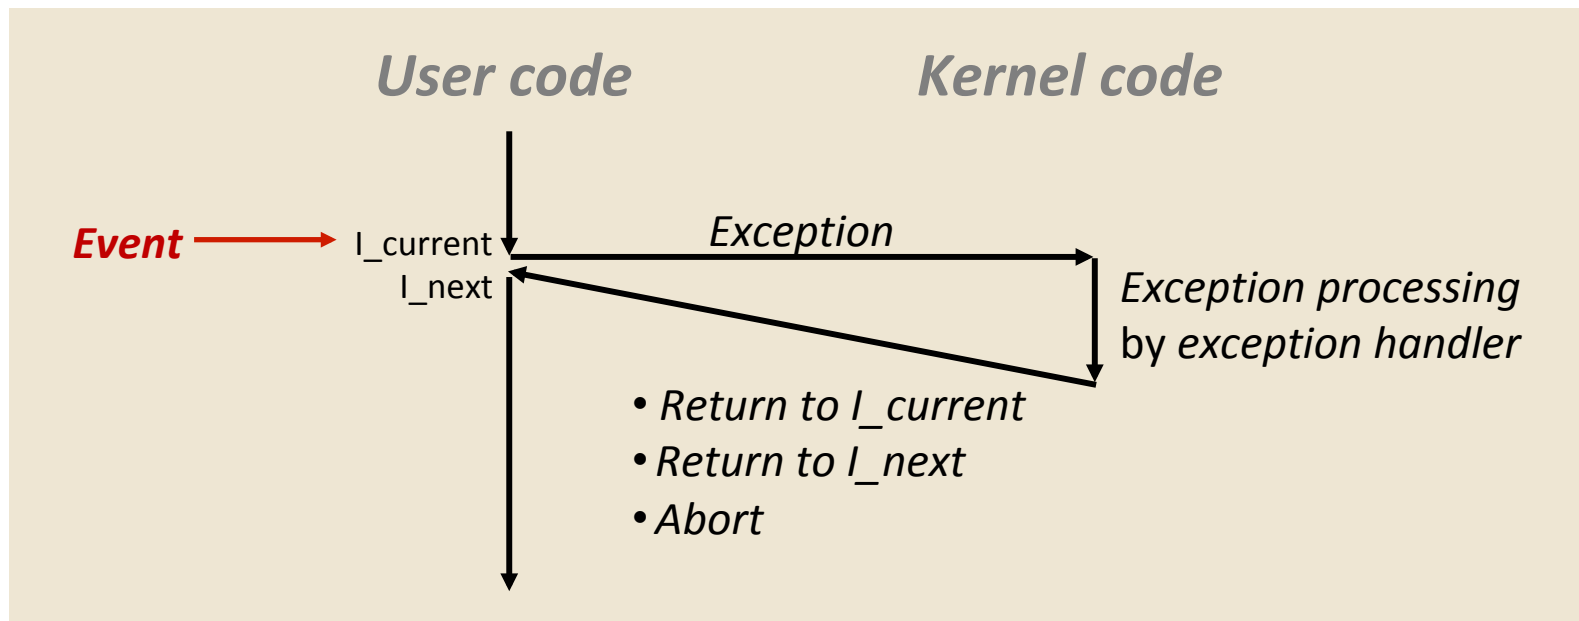 User code
Kernel code
Event
I_current
Exception
I_next
Exception processing
by exception handler
• Return to I_current
• Return to I_next
• Abort